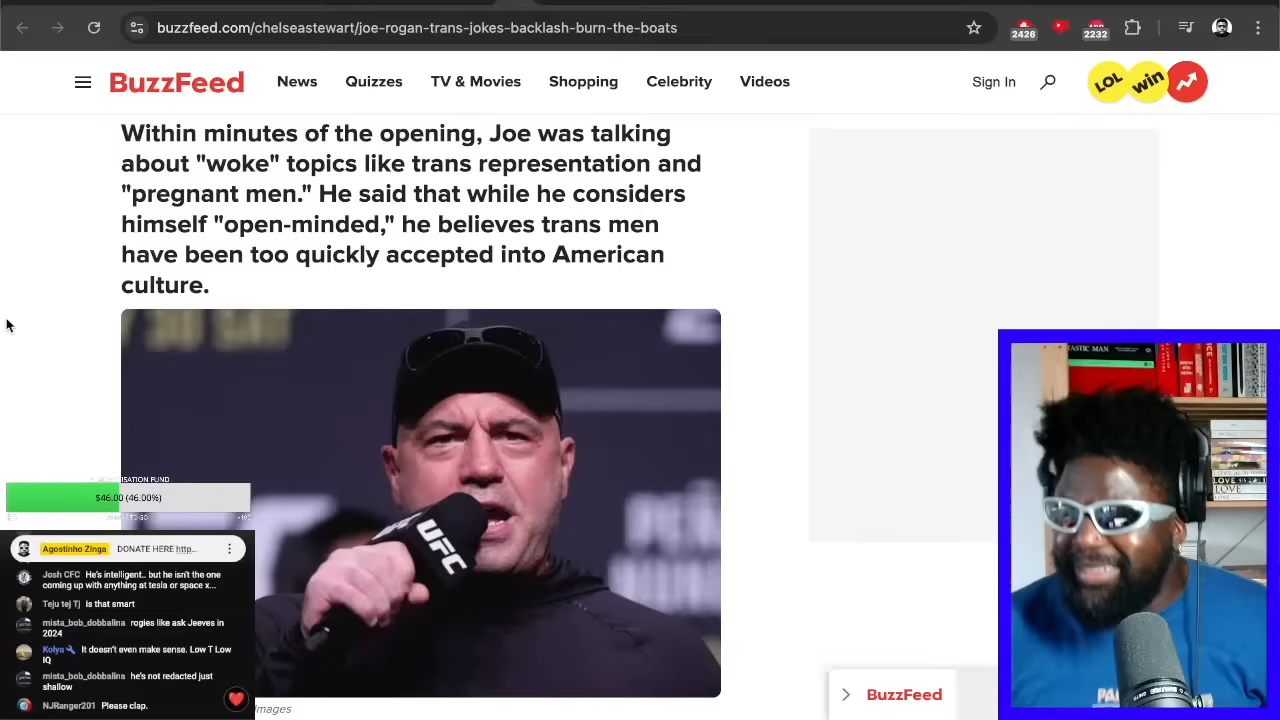 buzzfeed.com/chelseastewart/joe-rogan-trans-jokes-backlash-burn-the-boats
2426
2232
BuzzFeed
News
Quizzes
TV & Movies
Shopping
Celebrity
Videos
Sign In
LOL
win
Within minutes of the opening, Joe was talking
about "woke" topics like trans representation and
"pregnant men." He said that while he considers
himself "open-minded," he believes trans men
have been too quickly accepted into American
culture.
UFC
ISATION FUND
$46.00 (46.00%)
Agostinho Zinga DONATE HERE http...
Josh CFC He's intelligent.. but he isn't the one
coming up with anything at tesla or space x...
Teju tej Tj is that smart
mista_bob_dobbalina rogies like ask Jeeves in
2024
Kolya It doesn't even make sense. Low T Low
IQ
mista_bob_dobbalina he's not redacted just
shallow
NJRanger201 Please clap.
Images
TASTIC MAN
LOVE
BuzzFeed